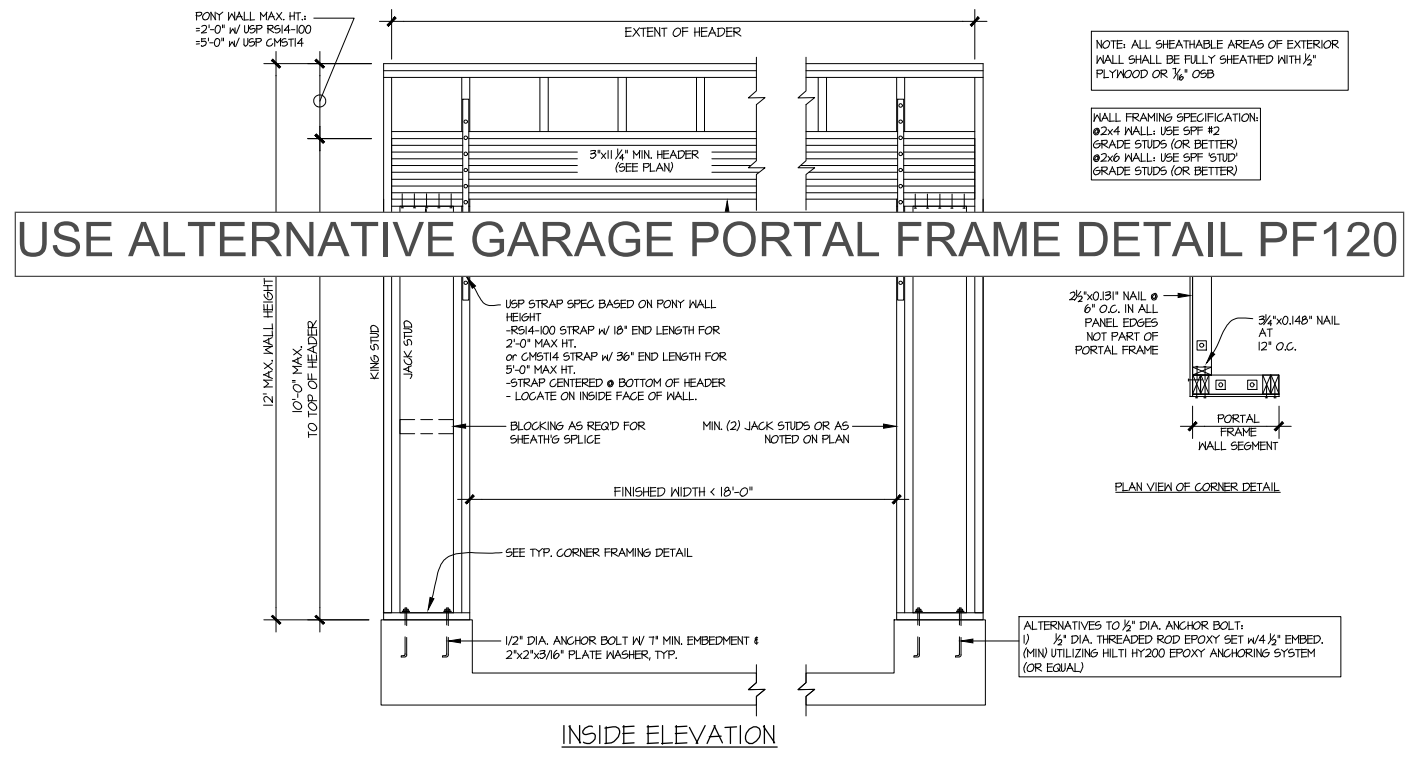 PONY WALL MAX. HT.:
=2'-0" W/ USP RS14-100
=5'-0" W/ USP CMST14
EXTENT OF HEADER
NOTE: ALL SHEATHABLE AREAS OF EXTERIOR
WALL SHALL BE FULLY SHEATHED WITH ½"
PLYWOOD OR 7/16" OSB
WALL FRAMING SPECIFICATION:
@2x4 WALL: USE SPF #2
GRADE STUDS (OR BETTER)
@2x6 WALL: USE SPF 'STUD'
GRADE STUDS (OR BETTER)
3"x11 ¼" MIN. HEADER
(SEE PLAN)
USE ALTERNATIVE GARAGE PORTAL FRAME DETAIL PF120
12' MAX. WALL HEIGHT
10'-0" MAX.
TO TOP OF HEADER
KING STUD
JACK STUD
USP STRAP SPEC BASED ON PONY WALL
HEIGHT
-RS14-100 STRAP W/ 18" END LENGTH FOR
2'-0" MAX HT.
or CMST14 STRAP W/ 36" END LENGTH FOR
5'-0" MAX HT.
-STRAP CENTERED @ BOTTOM OF HEADER
- LOCATE ON INSIDE FACE OF WALL.
2½"x0.131" NAIL @
6" O.C. IN ALL
PANEL EDGES
NOT PART OF
PORTAL FRAME
3¼"x0.148" NAIL
AT
12" O.C.
BLOCKING AS REQ'D FOR
SHEATH'G SPLICE
MIN. (2) JACK STUDS OR AS
NOTED ON PLAN
PORTAL
FRAME
WALL SEGMENT
PLAN VIEW OF CORNER DETAIL
FINISHED WIDTH < 18'-0"
SEE TYP. CORNER FRAMING DETAIL
1/2" DIA. ANCHOR BOLT W/ 7" MIN. EMBEDMENT &
2"x2"x3/16" PLATE WASHER, TYP.
ALTERNATIVES TO ½" DIA. ANCHOR BOLT:
1) ½" DIA. THREADED ROD EPOXY SET W/4 ½" EMBED.
(MIN) UTILIZING HILTI HY200 EPOXY ANCHORING SYSTEM
(OR EQUAL)
INSIDE ELEVATION